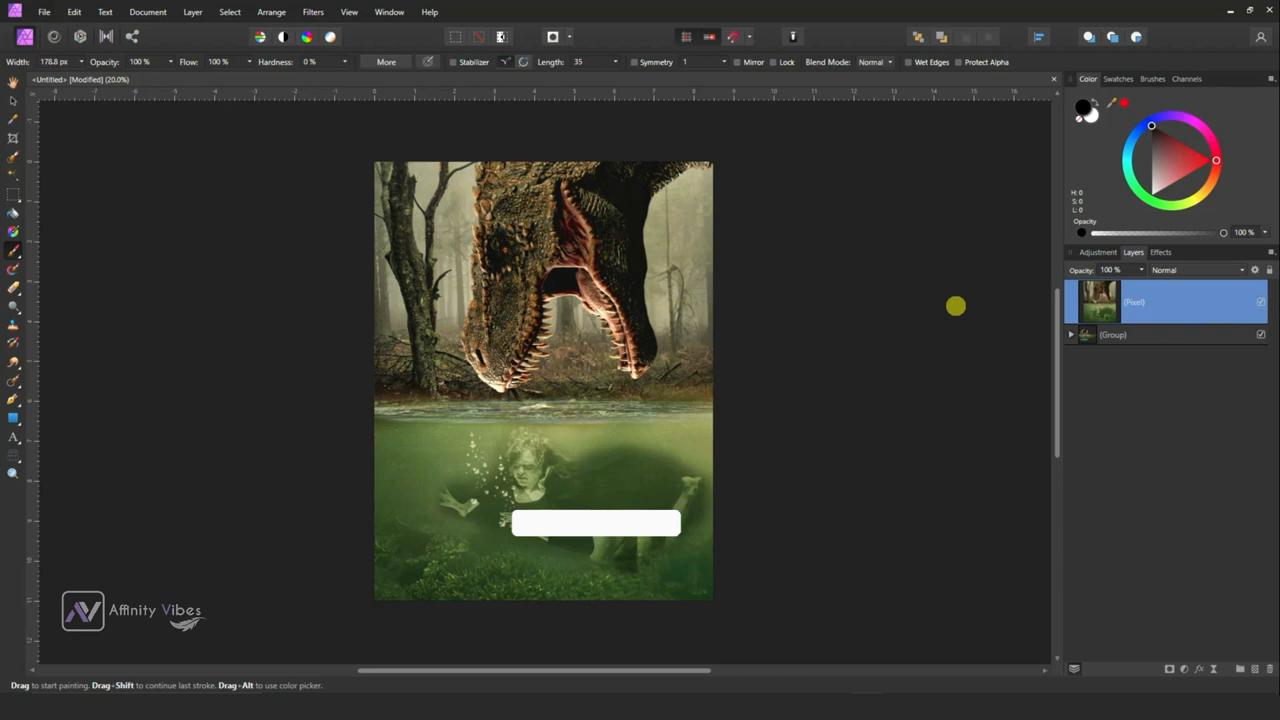 File Edit Text Document Layer Select Arrange Filters View Window Help
Width: 178.8 px Opacity: 100 % Flow: 100 % Hardness: 0 % More Stabilizer Length: 35 Symmetry 1 Mirror Lock Blend Mode: Normal Wet Edges Protect Alpha
<Untitled> [Modified] (20.0%)
Color Swatches Brushes Channels
H: 0
S: 0
L: 0
Opacity
100 %
Adjustment Layers Effects
Opacity: 100 % Normal
(Pixel)
(Group)
AV Affinity Vibes
Drag to start painting. Drag+Shift to continue last stroke. Drag+Alt to use color picker.